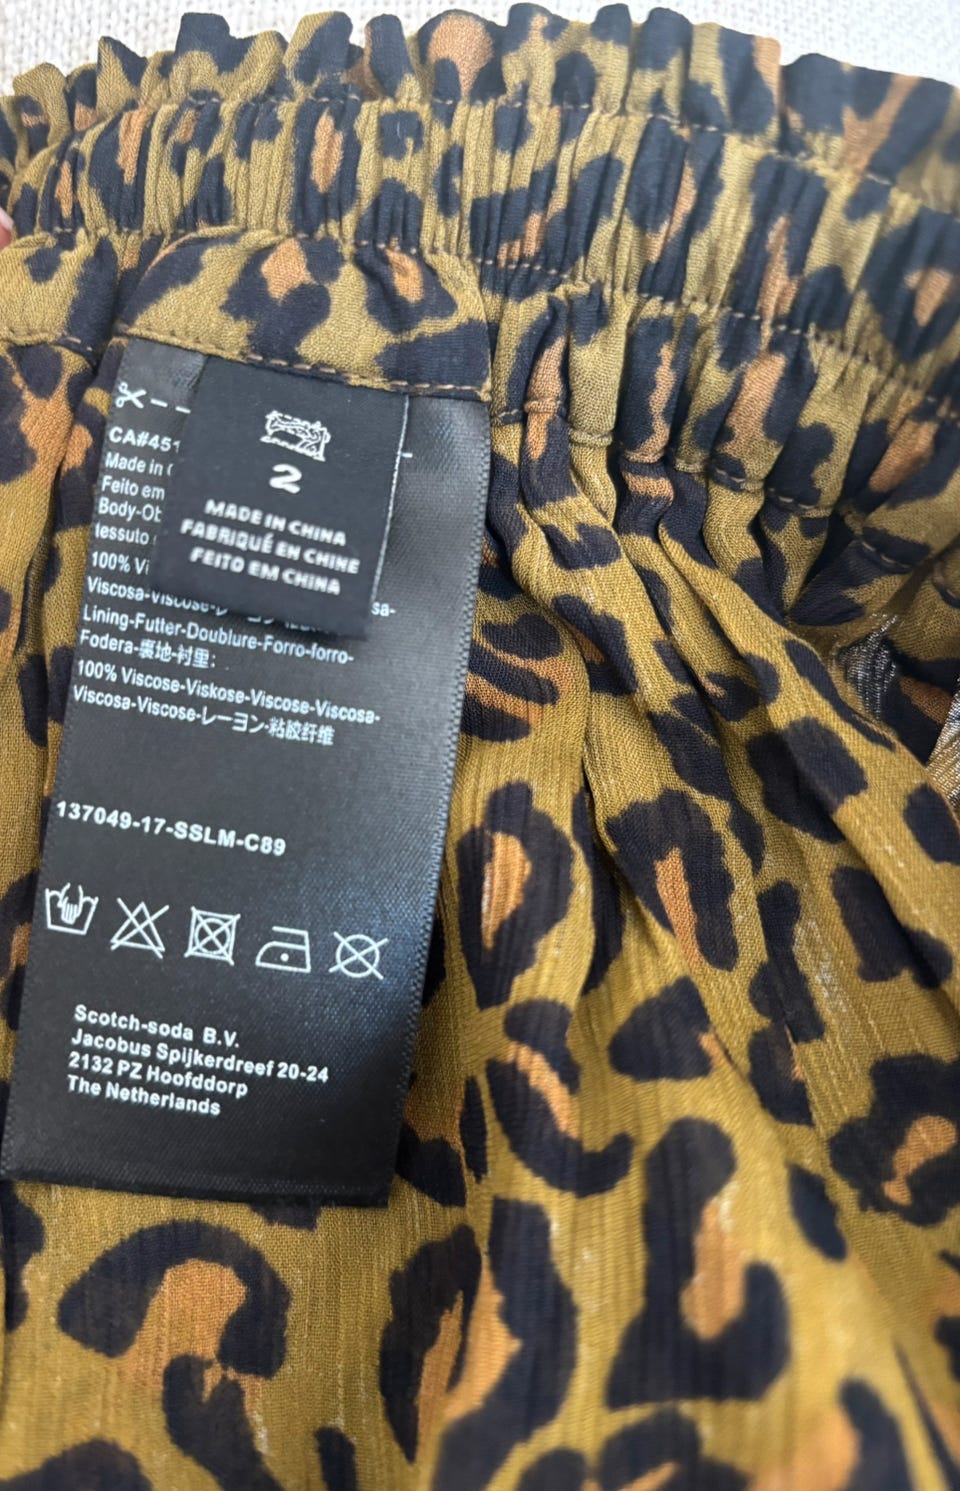 2
MADE IN CHINA
FABRIQUÉ EN CHINE
FEITO EM CHINA
CA#451
Made in
Feito em
Body-Ob
tessuto
100% Vi
Viscosa-Viscose-
sa-
Lining-Futter-Doublure-Forro-forro-
Fodera-裏地-衬里:
100% Viscose-Viskose-Viscose-Viscosa-
Viscosa-Viscose-レーヨン-粘胶纤维
137049-17-SSLM-C89
Scotch-soda B.V.
Jacobus Spijkerdreef 20-24
2132 PZ Hoofddorp
The Netherlands